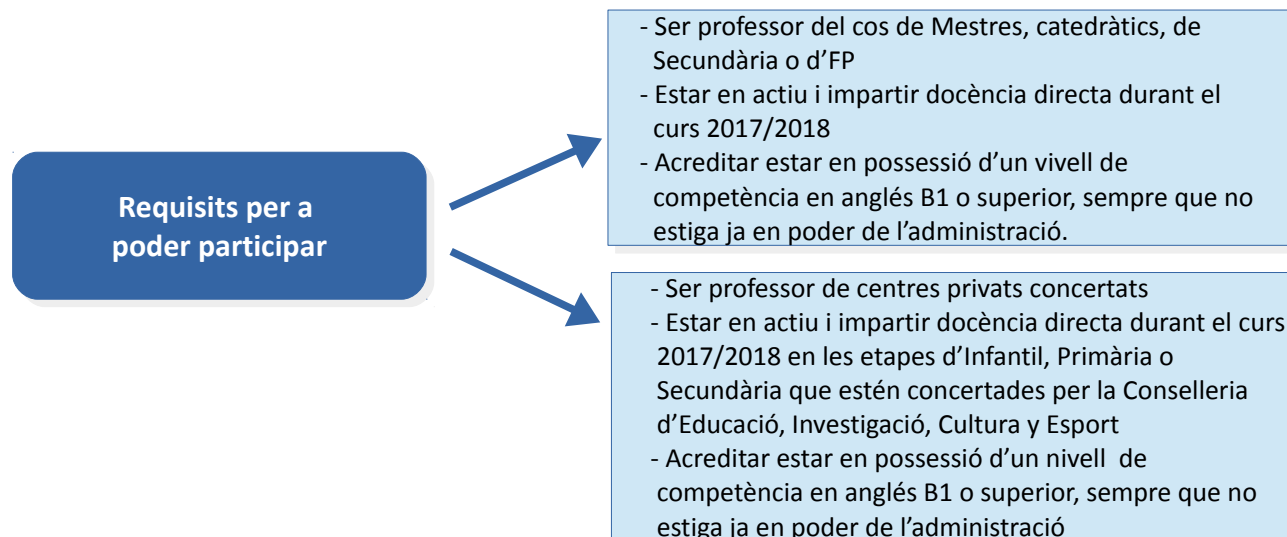 Requisits per a
poder participar
- Ser professor del cos de Mestres, catedràtics, de
Secundària o d’FP
- Estar en actiu i impartir docència directa durant el
curs 2017/2018
- Acreditar estar en possessió d’un vivell de
competència en anglés B1 o superior, sempre que no
estiga ja en poder de l’administració.
- Ser professor de centres privats concertats
- Estar en actiu i impartir docència directa durant el curs
2017/2018 en les etapes d’Infantil, Primària o
Secundària que estén concertades per la Conselleria
d’Educació, Investigació, Cultura y Esport
- Acreditar estar en possessió d’un nivell de
competència en anglés B1 o superior, sempre que no
estiga ja en poder de l’administració